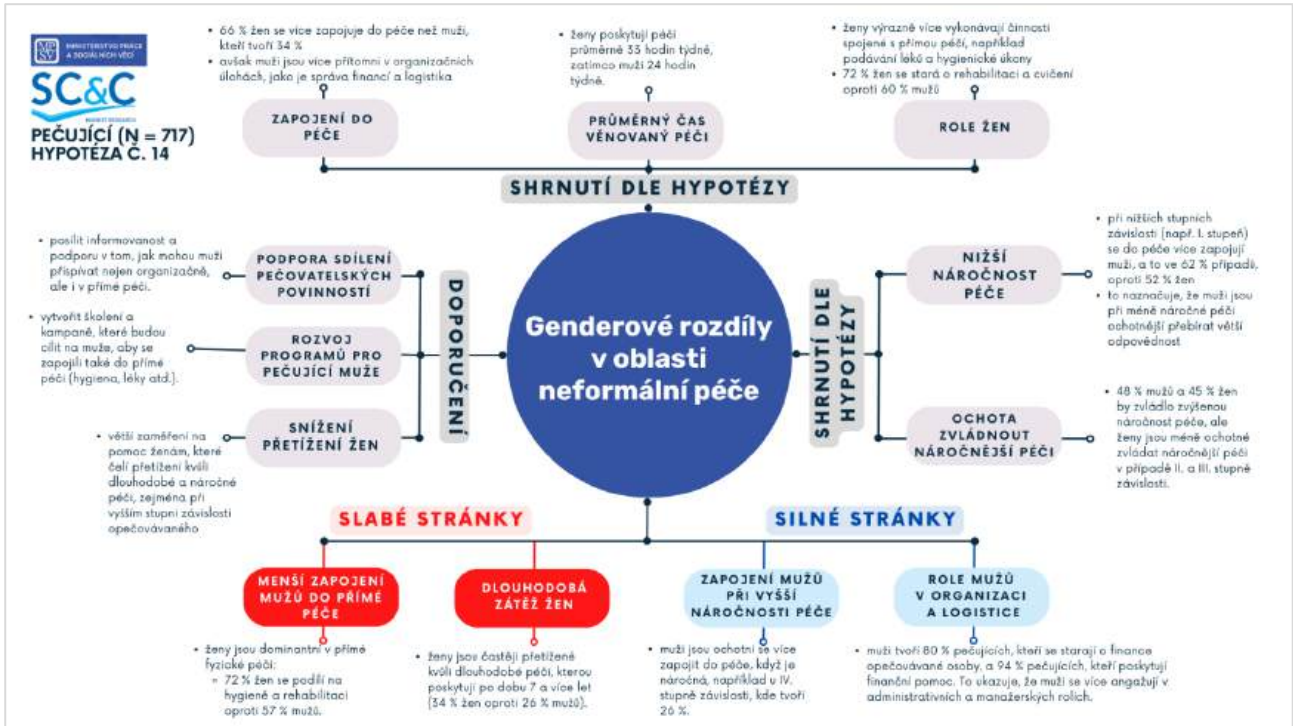 MINISTERSTVO PRÁCE
A SOCIÁLNÍCH VĚCÍ
SC&C
MARKET RESEARCH
PEČUJÍCÍ (N = 717)
HYPOTÉZA Č. 14
• 66 % žen se více zapojuje do péče než muži,
kteří tvoří 34 %
• avšak muži jsou více přítomni v organizačních
úlohách, jako je správa financí a logistika
ZAPOJENÍ DO
PÉČE
• ženy poskytují péči
průměrně 33 hodin týdně,
zatímco muži 24 hodin
týdně.
PRŮMĚRNÝ ČAS
VĚNOVANÝ PÉČI
• ženy výrazně více vykonávají činnosti
spojené s přímou péčí, například
podávání léků a hygienické úkony
• 72 % žen se stará o rehabilitaci a cvičení
oproti 60 % mužů
ROLE ŽEN
SHRNUTÍ DLE HYPOTÉZY
• posílit informovanost a
podporu v tom, jak mohou muži
přispívat nejen organizačně,
ale i v přímé péči.
PODPORA SDÍLENÍ
PEČOVATELSKÝCH
POVINNOSTÍ
• vytvořit školení a
kampaně, které budou
cílit na muže, aby se
zapojili také do přímé
péči (hygiena, léky atd.).
ROZVOJ
PROGRAMŮ PRO
PEČUJÍCÍ MUŽE
• větší zaměření na
pomoc ženám, které
čelí přetížení kvůli
dlouhodobé a náročné
péči, zejména při
vyšším stupni závislosti
opečovávaného
SNÍŽENÍ
PŘETÍŽENÍ ŽEN
DOPORUČENÍ
Genderové rozdíly
v oblasti
neformální péče
SHRNUTÍ DLE
HYPOTÉZY
NIŽŠÍ
NÁROČNOST
PÉČE
• při nižších stupních
závislosti (např. I. stupeň)
se do péče více zapojují
muži, a to ve 62 % případů,
oproti 52 % žen
• to naznačuje, že muži jsou
při méně náročné péči
ochotnější přebírat větší
odpovědnost
OCHOTA
ZVLÁDNOUT
NÁROČNĚJŠÍ PÉČI
• 48 % mužů a 45 % žen
by zvládlo zvýšenou
náročnost péče, ale
ženy jsou méně ochotné
zvládat náročnější péči
v případě II. a III. stupně
závislosti.
SLABÉ STRÁNKY
SILNÉ STRÁNKY
MENŠÍ ZAPOJENÍ
MUŽŮ DO PŘÍMÉ
PÉČE
• ženy jsou dominantní v přímé
fyzické péči:
▫ 72 % žen se podílí na
hygieně a rehabilitaci
oproti 57 % mužů.
DLOUHODOBÁ
ZÁTĚŽ ŽEN
• ženy jsou častěji přetížené
kvůli dlouhodobé péči, kterou
poskytují po dobu 7 a více let
(34 % žen oproti 26 % mužů).
ZAPOJENÍ MUŽŮ
PŘI VYŠŠÍ
NÁROČNOSTI PÉČE
• muži jsou ochotni se více
zapojit do péče, když je
náročná, například u IV.
stupně závislosti, kde tvoří
26 %.
ROLE MUŽŮ
V ORGANIZACI
A LOGISTICE
• muži tvoří 80 % pečujících, kteří se starají o finance
opečovávané osoby, a 94 % pečujících, kteří poskytují
finanční pomoc. To ukazuje, že muži se více angažují v
administrativních a manažerských rolích.